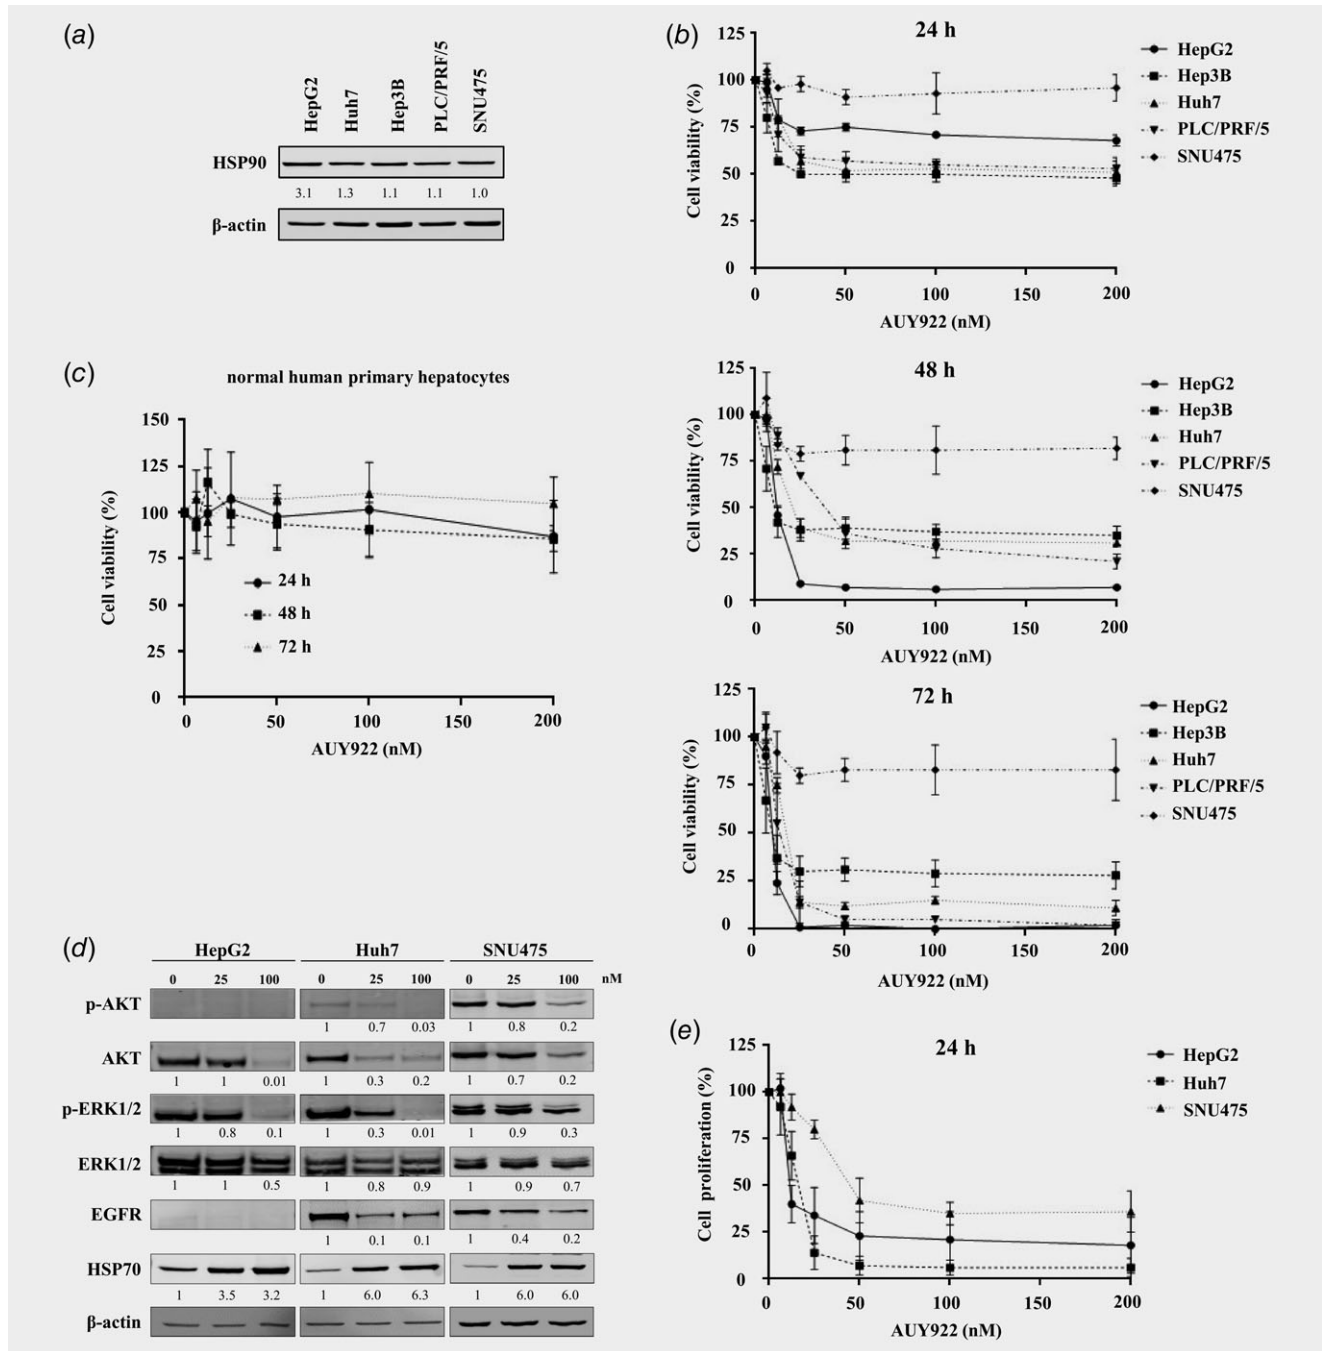 (a)
HepG2 Huh7 Hep3B PLC/PRF/5 SNU475
HSP90
3.1 1.3 1.1 1.1 1.0
β-actin
(b)
24 h
Cell viability (%)
125
100
75
50
25
0
0 50 100 150 200
AUY922 (nM)
HepG2
Hep3B
Huh7
PLC/PRF/5
SNU475
48 h
Cell viability (%)
125
100
75
50
25
0
0 50 100 150 200
AUY922 (nM)
HepG2
Hep3B
Huh7
PLC/PRF/5
SNU475
72 h
Cell viability (%)
125
100
75
50
25
0
0 50 100 150 200
AUY922 (nM)
HepG2
Hep3B
Huh7
PLC/PRF/5
SNU475
(c)
normal human primary hepatocytes
Cell viability (%)
150
125
100
75
50
25
0
24 h
48 h
72 h
0 50 100 150 200
AUY922 (nM)
(d)
HepG2 Huh7 SNU475
0 25 100 0 25 100 0 25 100 nM
p-AKT
1 0.7 0.03 1 0.8 0.2
AKT
1 1 0.01 1 0.3 0.2 1 0.7 0.2
p-ERK1/2
1 0.8 0.1 1 0.3 0.01 1 0.9 0.3
ERK1/2
1 1 0.5 1 0.8 0.9 1 0.9 0.7
EGFR
1 0.1 0.1 1 0.4 0.2
HSP70
1 3.5 3.2 1 6.0 6.3 1 6.0 6.0
β-actin
(e)
24 h
Cell proliferation (%)
125
100
75
50
25
0
0 50 100 150 200
AUY922 (nM)
HepG2
Huh7
SNU475